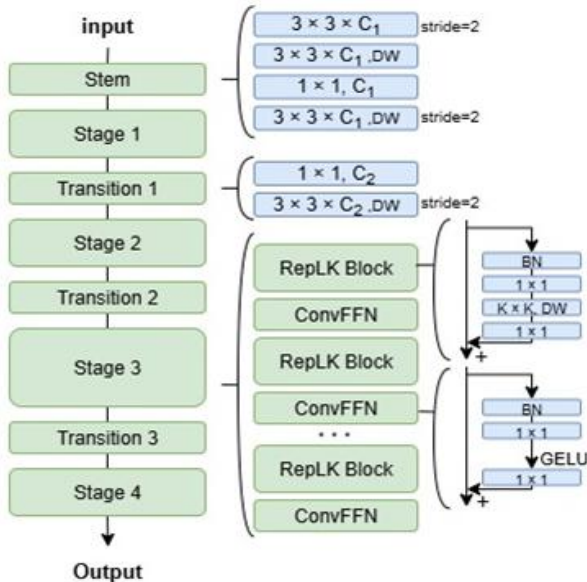 input
Stem
Stage 1
Transition 1
Stage 2
Transition 2
Stage 3
Transition 3
Stage 4
Output
3 × 3 × C₁ stride=2
3 × 3 × C₁ ,DW
1 × 1, C₁
3 × 3 × C₁ ,DW stride=2
1 × 1, C₂
3 × 3 × C₂ ,DW stride=2
RepLK Block
ConvFFN
RepLK Block
ConvFFN
...
RepLK Block
ConvFFN
BN
1 × 1
K × K, DW
1 × 1
+
BN
1 × 1
GELU
1 × 1
+